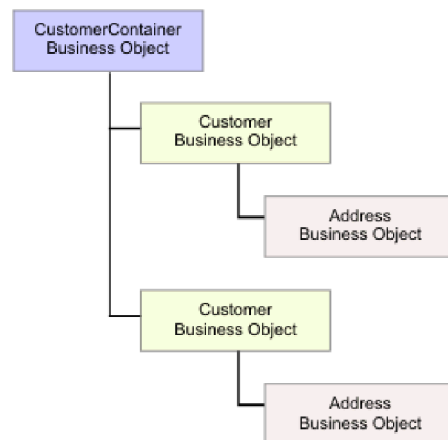 CustomerContainer
Business Object
Customer
Business Object
Address
Business Object
Customer
Business Object
Address
Business Object